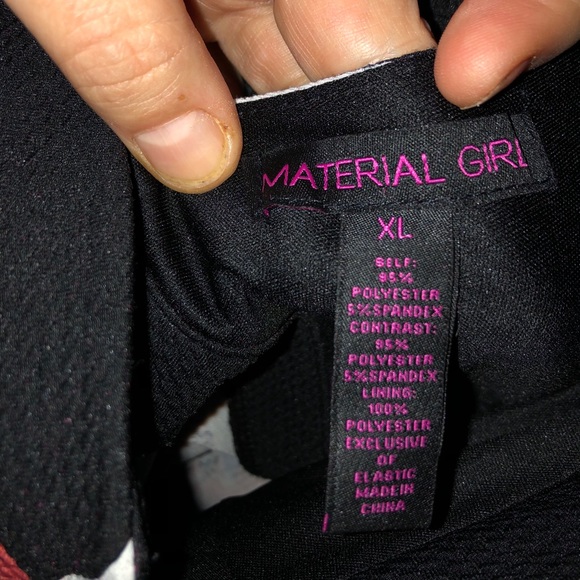 MATERIAL GIRL
XL
SELF:
95%
POLYESTER
5%SPANDEX
CONTRAST:
95%
POLYESTER
5%SPANDEX
LINING:
100%
POLYESTER
EXCLUSIVE
OF
ELASTIC
MADE IN
CHINA